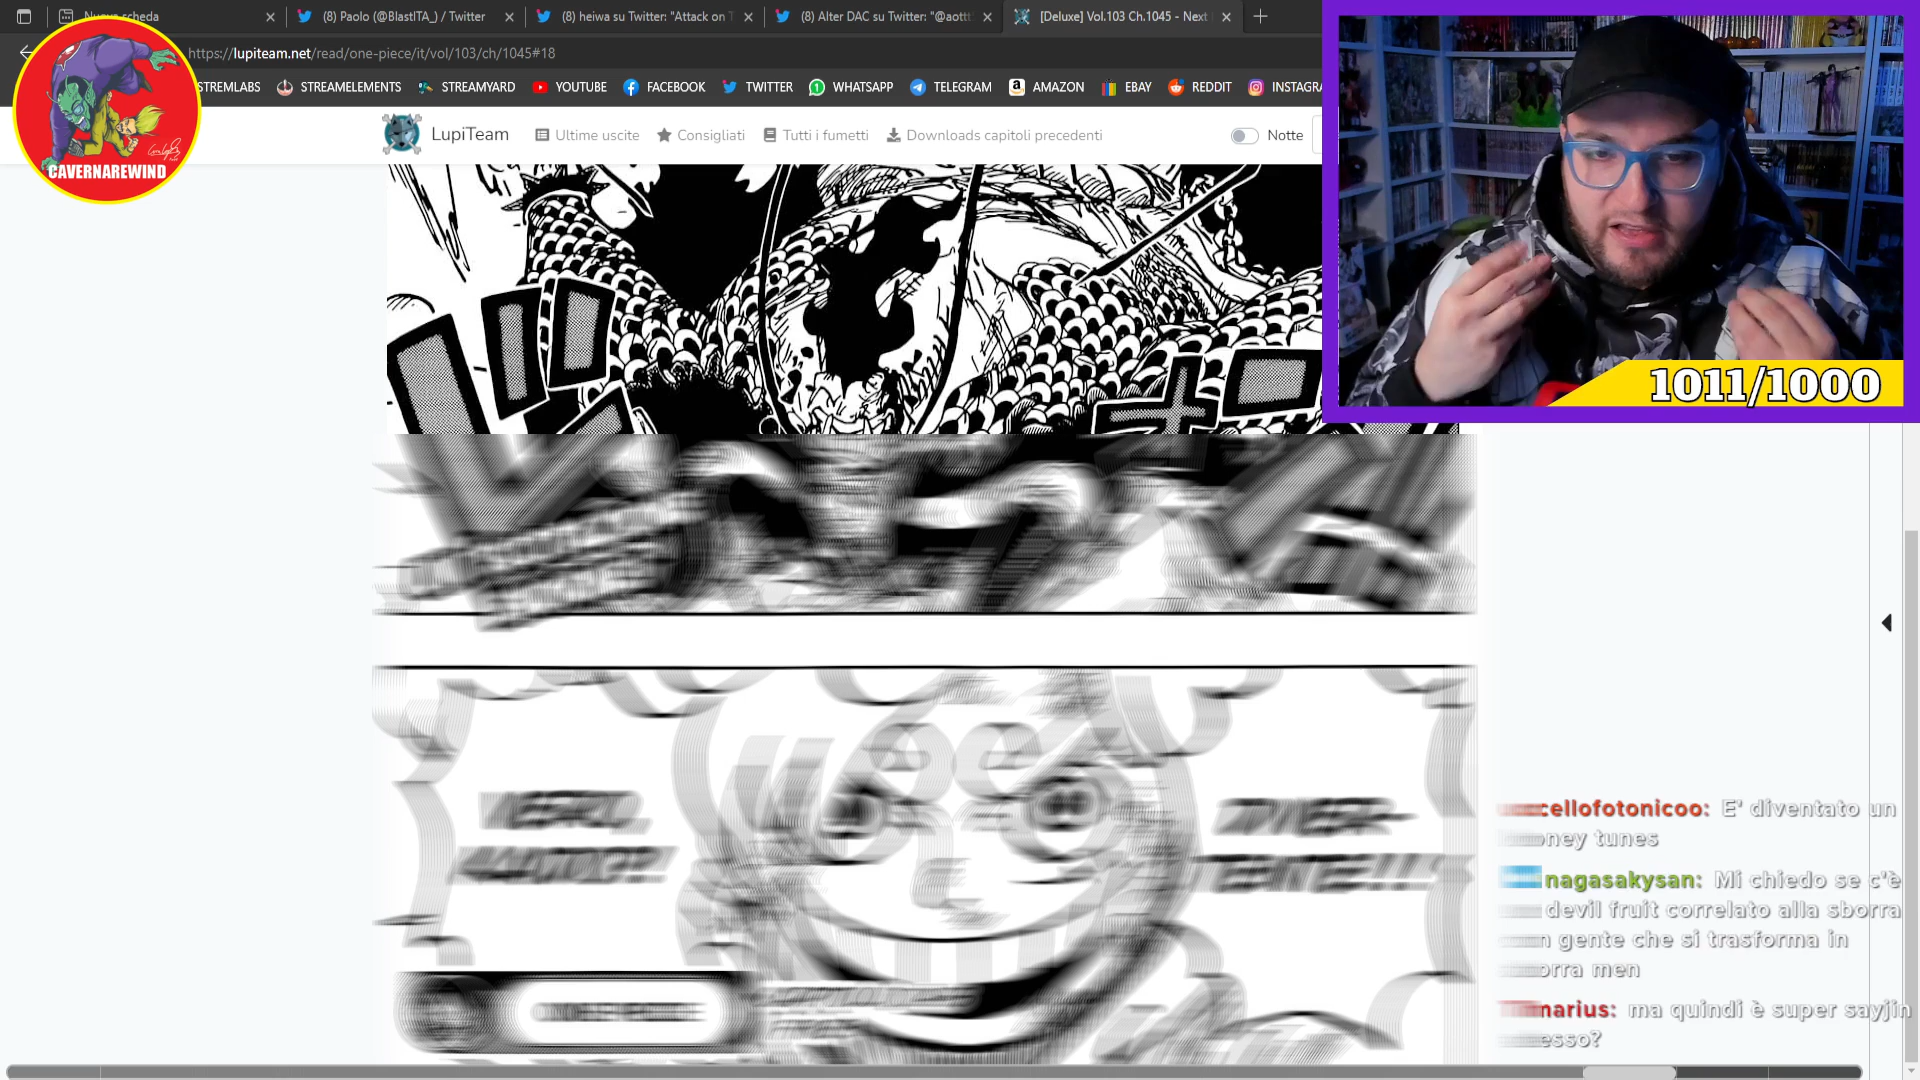 Nuova scheda
(8) Paolo (@BlastITA_) / Twitter
(8) heiwa su Twitter: "Attack on T
(8) Alter DAC su Twitter: "@aottt
[Deluxe] Vol.103 Ch.1045 - Next
https://lupiteam.net/read/one-piece/it/vol/103/ch/1045#18
STREMLABS
STREAMELEMENTS
STREAMYARD
YOUTUBE
FACEBOOK
TWITTER
WHATSAPP
TELEGRAM
AMAZON
EBAY
REDDIT
INSTAGRA
CAVERNAREWIND
LupiTeam
Ultime uscite
Consigliati
Tutti i fumetti
Downloads capitoli precedenti
Notte
1011/1000
cellofotonicoo: E' diventato un
ney tunes
nagasakysan: Mi chiedo se c'è
devil fruit correlato alla sborra
n gente che si trasforma in
orra men
marius: ma quindi è super sayjin
esso?